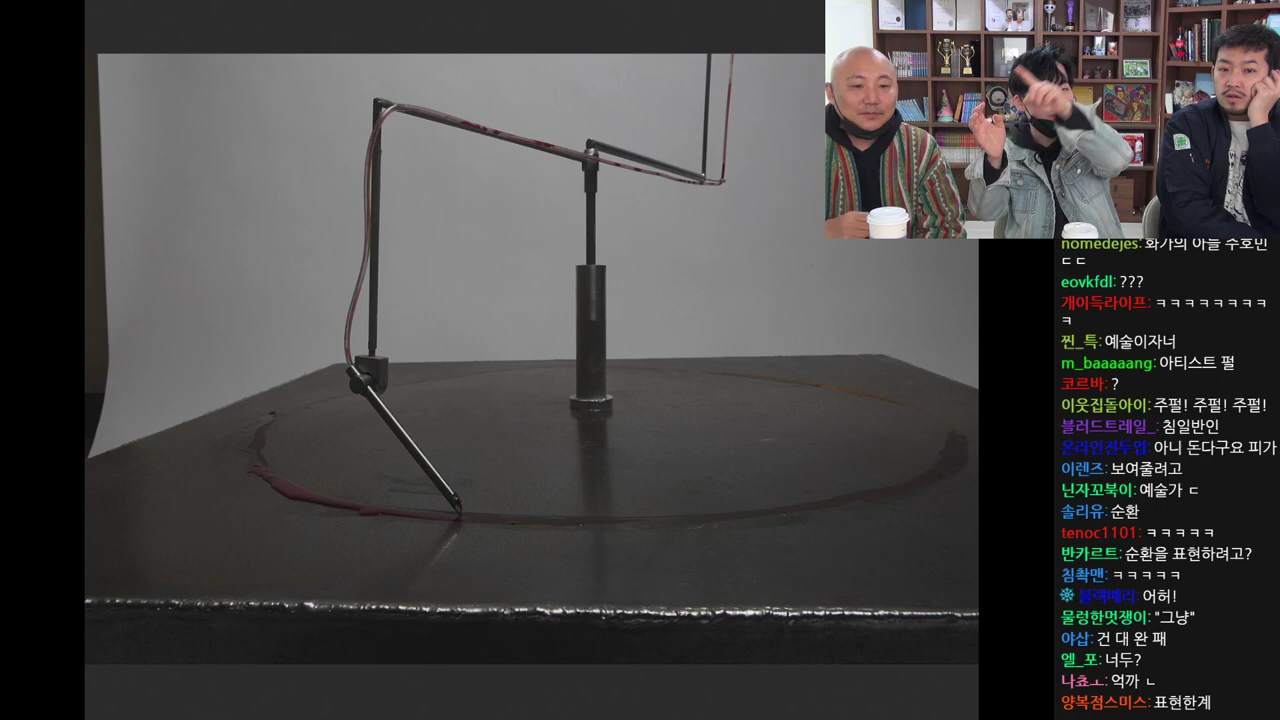 nomedejes: 화가의 아들 주호민
ㄷㄷ
eovkfdl: ???
개이득라이프: ㅋㅋㅋㅋㅋㅋㅋㅋ
ㅋ
찐_특: 예술이자너
m_baaaaang: 아티스트 펄
코르바: ?
이웃집돌아이: 주펄! 주펄! 주펄!
블러드트레일_: 침일반인
온라인전투엽: 아니 돈다구요 피가
이렌즈: 보여줄려고
닌자꼬북이: 예술가 ㄷ
솔리유: 순환
tenoc1101: ㅋㅋㅋㅋㅋ
반카르트: 순환을 표현하려고?
침촥맨: ㅋㅋㅋㅋㅋ
블랙베리: 어허!
물렁한멋쟁이: "그냥"
야삽: 건 대 완 패
엘_포: 너두?
나쵸ㅗ: 억까 ㄴ
양복점스미스: 표현한계